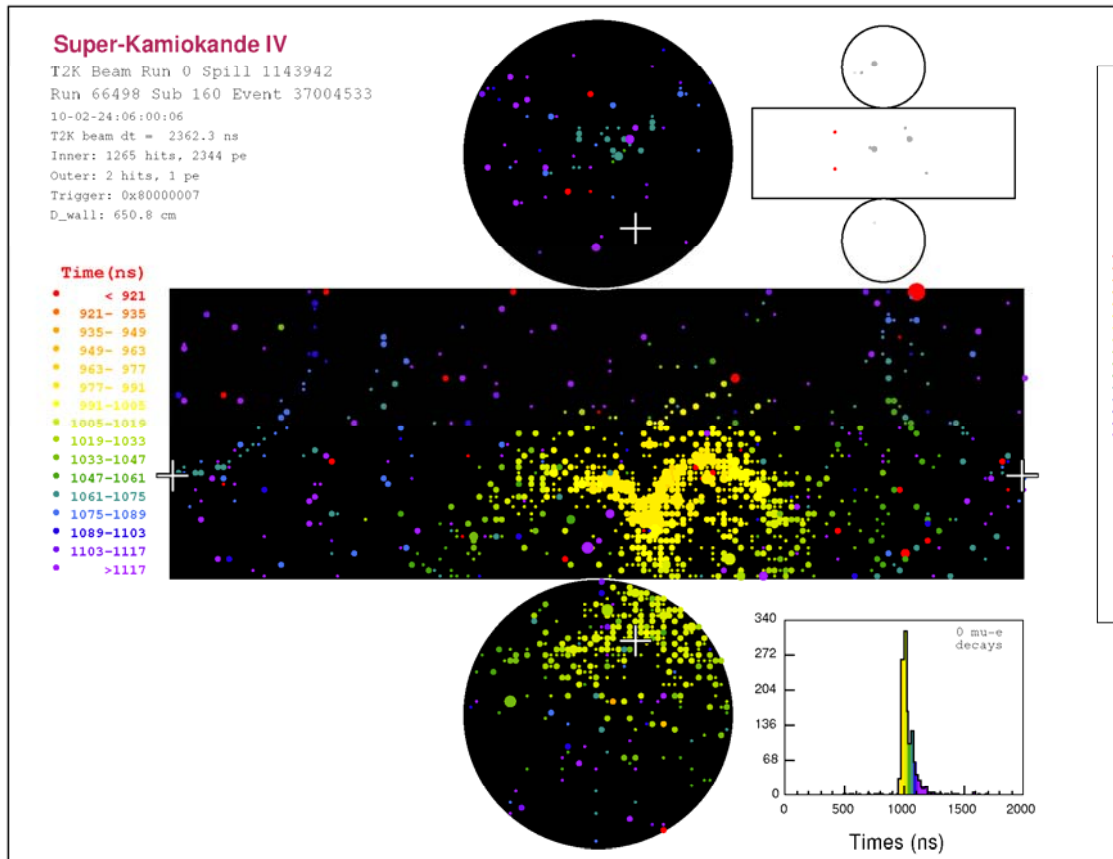 Super-Kamiokande IV
T2K Beam Run 0 Spill 1143942
Run 66498 Sub 160 Event 37004533
10-02-24:06:00:06
T2K beam dt = 2362.3 ns
Inner: 1265 hits, 2344 pe
Outer: 2 hits, 1 pe
Trigger: 0x80000007
D_wall: 650.8 cm
Time(ns)
< 921
921- 935
935- 949
949- 963
963- 977
977- 991
991-1005
1005-1019
1019-1033
1033-1047
1047-1061
1061-1075
1075-1089
1089-1103
1103-1117
>1117
0 mu-e
decays
340
272
204
136
68
0
0
500
1000
1500
2000
Times (ns)